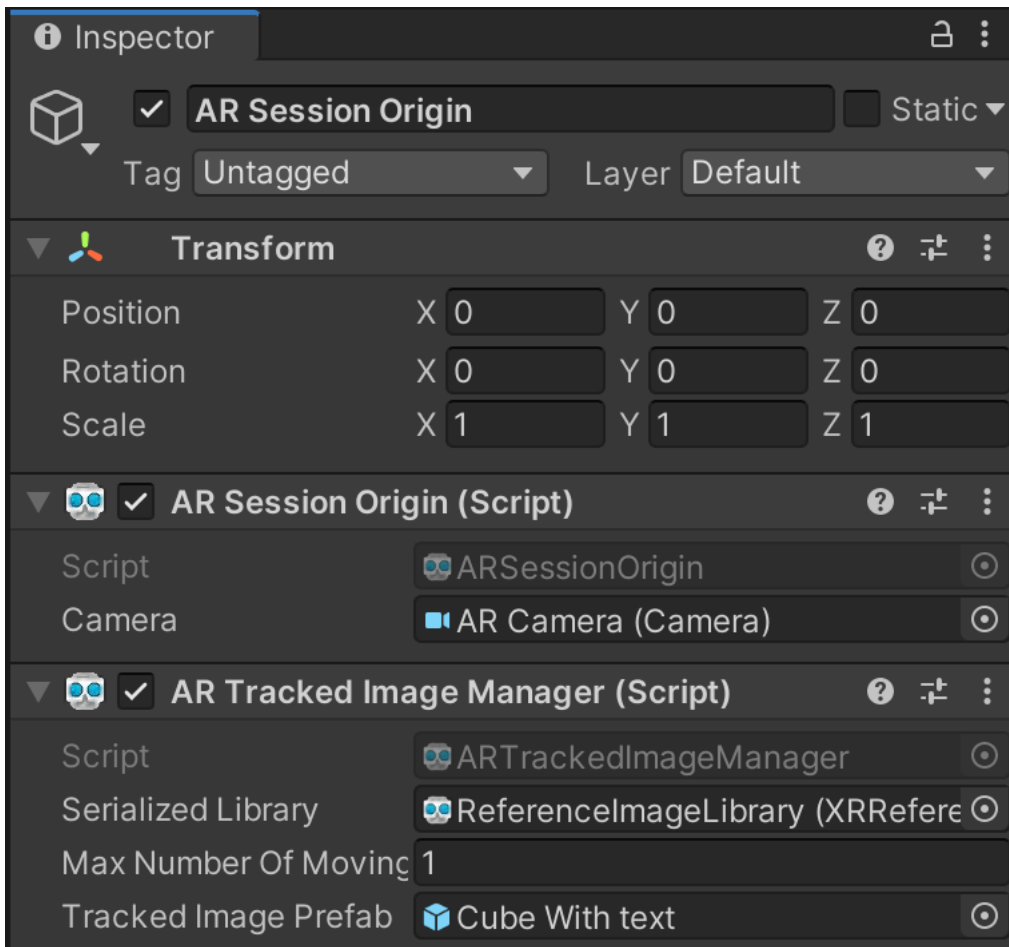 Inspector
AR Session Origin Static
Tag Untagged Layer Default
Transform
Position X 0 Y 0 Z 0
Rotation X 0 Y 0 Z 0
Scale X 1 Y 1 Z 1
AR Session Origin (Script)
Script ARSessionOrigin
Camera AR Camera (Camera)
AR Tracked Image Manager (Script)
Script ARTrackedImageManager
Serialized Library ReferenceImageLibrary (XRRefere
Max Number Of Moving 1
Tracked Image Prefab Cube With text